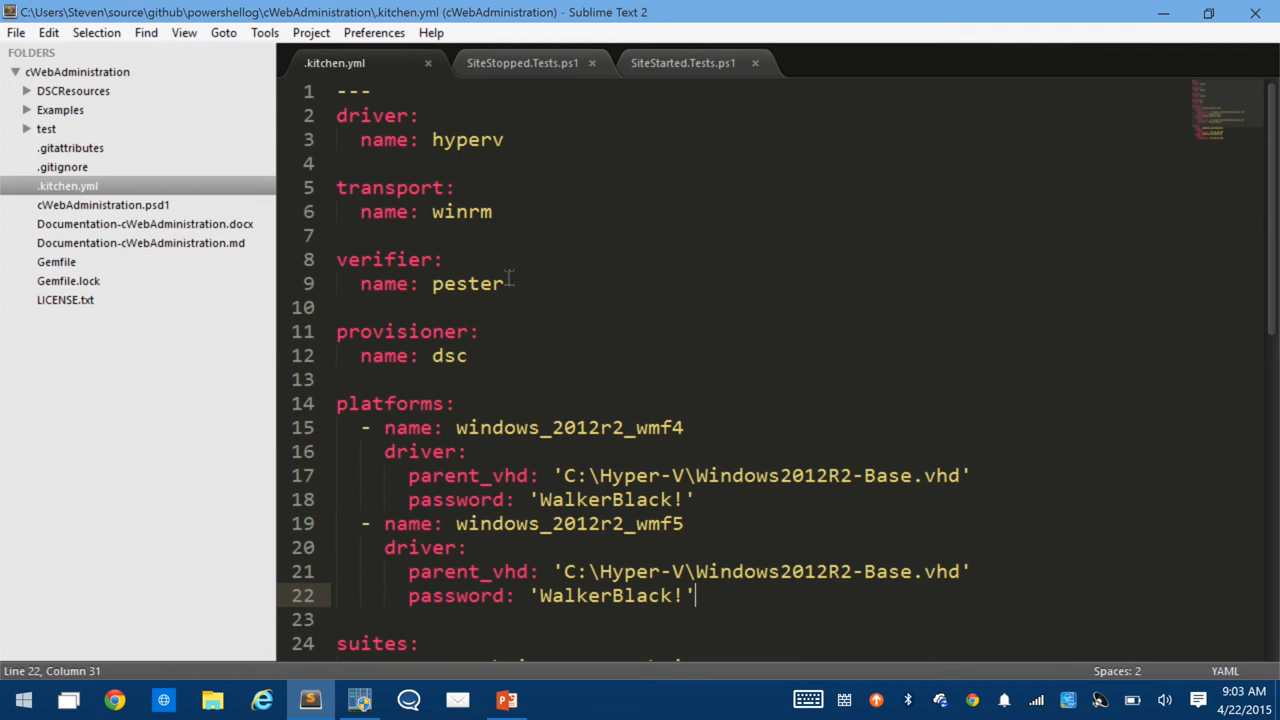 C:\Users\Steven\source\github\powershellog\cWebAdministration\.kitchen.yml (cWebAdministration) - Sublime Text 2
File Edit Selection Find View Goto Tools Project Preferences Help
FOLDERS
cWebAdministration
DSCResources
Examples
test
.gitattributes
.gitignore
.kitchen.yml
cWebAdministration.psd1
Documentation-cWebAdministration.docx
Documentation-cWebAdministration.md
Gemfile
Gemfile.lock
LICENSE.txt
.kitchen.yml × SiteStopped.Tests.ps1 × SiteStarted.Tests.ps1 ×
1 ---
2 driver:
3 name: hyperv
4
5 transport:
6 name: winrm
7
8 verifier:
9 name: pester
10
11 provisioner:
12 name: dsc
13
14 platforms:
15 - name: windows_2012r2_wmf4
16 driver:
17 parent_vhd: 'C:\Hyper-V\Windows2012R2-Base.vhd'
18 password: 'WalkerBlack!'
19 - name: windows_2012r2_wmf5
20 driver:
21 parent_vhd: 'C:\Hyper-V\Windows2012R2-Base.vhd'
22 password: 'WalkerBlack!'
23
24 suites:
Line 22, Column 31 Spaces: 2 YAML
9:03 AM
4/22/2015